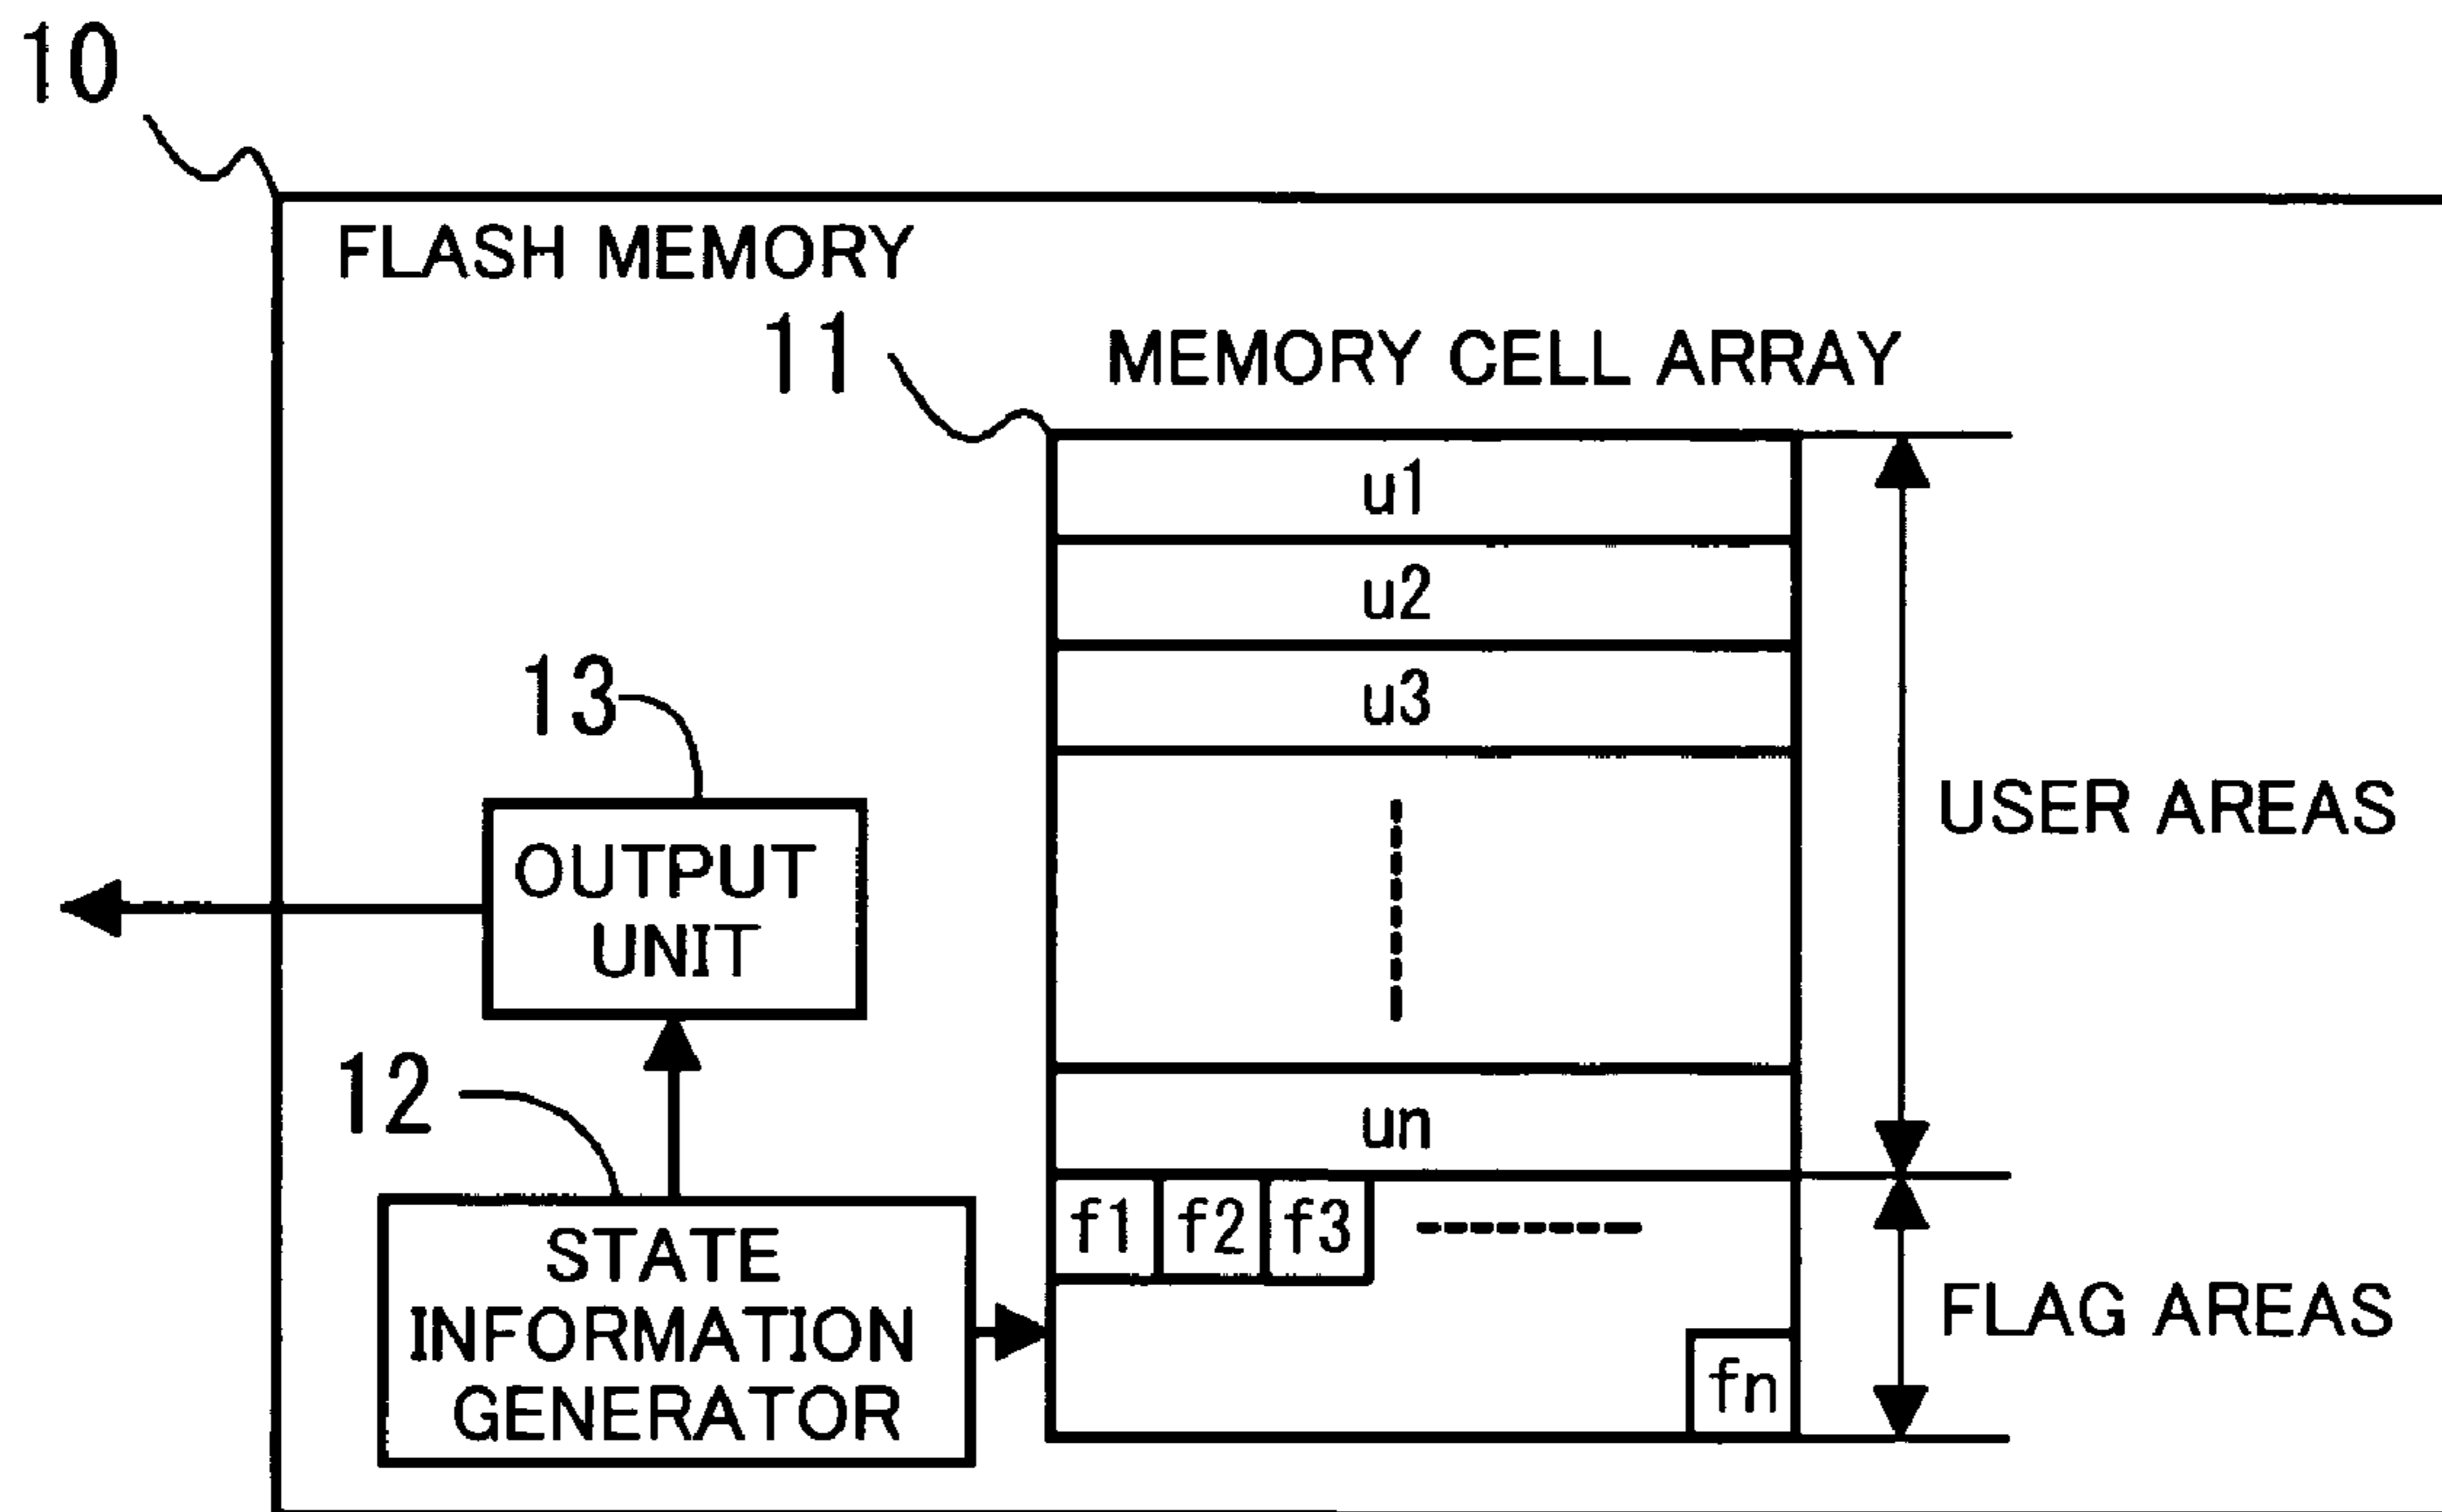 10
FLASH MEMORY
11
MEMORY CELL ARRAY
u1
u2
u3
13
USER AREAS
OUTPUT
UNIT
12
un
f1 f2 f3
STATE
INFORMATION
GENERATOR
FLAG AREAS
fn